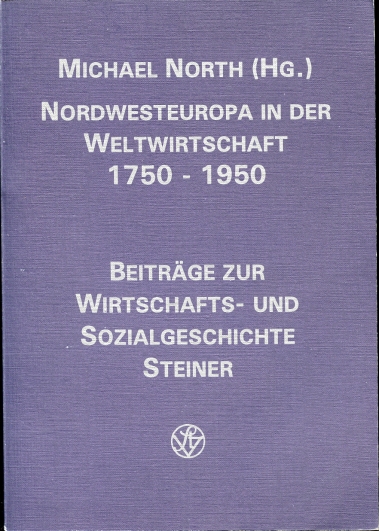 MICHAEL NORTH (HG.)
NORDWESTEUROPA IN DER
WELTWIRTSCHAFT
1750 - 1950
BEITRÄGE ZUR
WIRTSCHAFTS- UND
SOZIALGESCHICHTE
STEINER